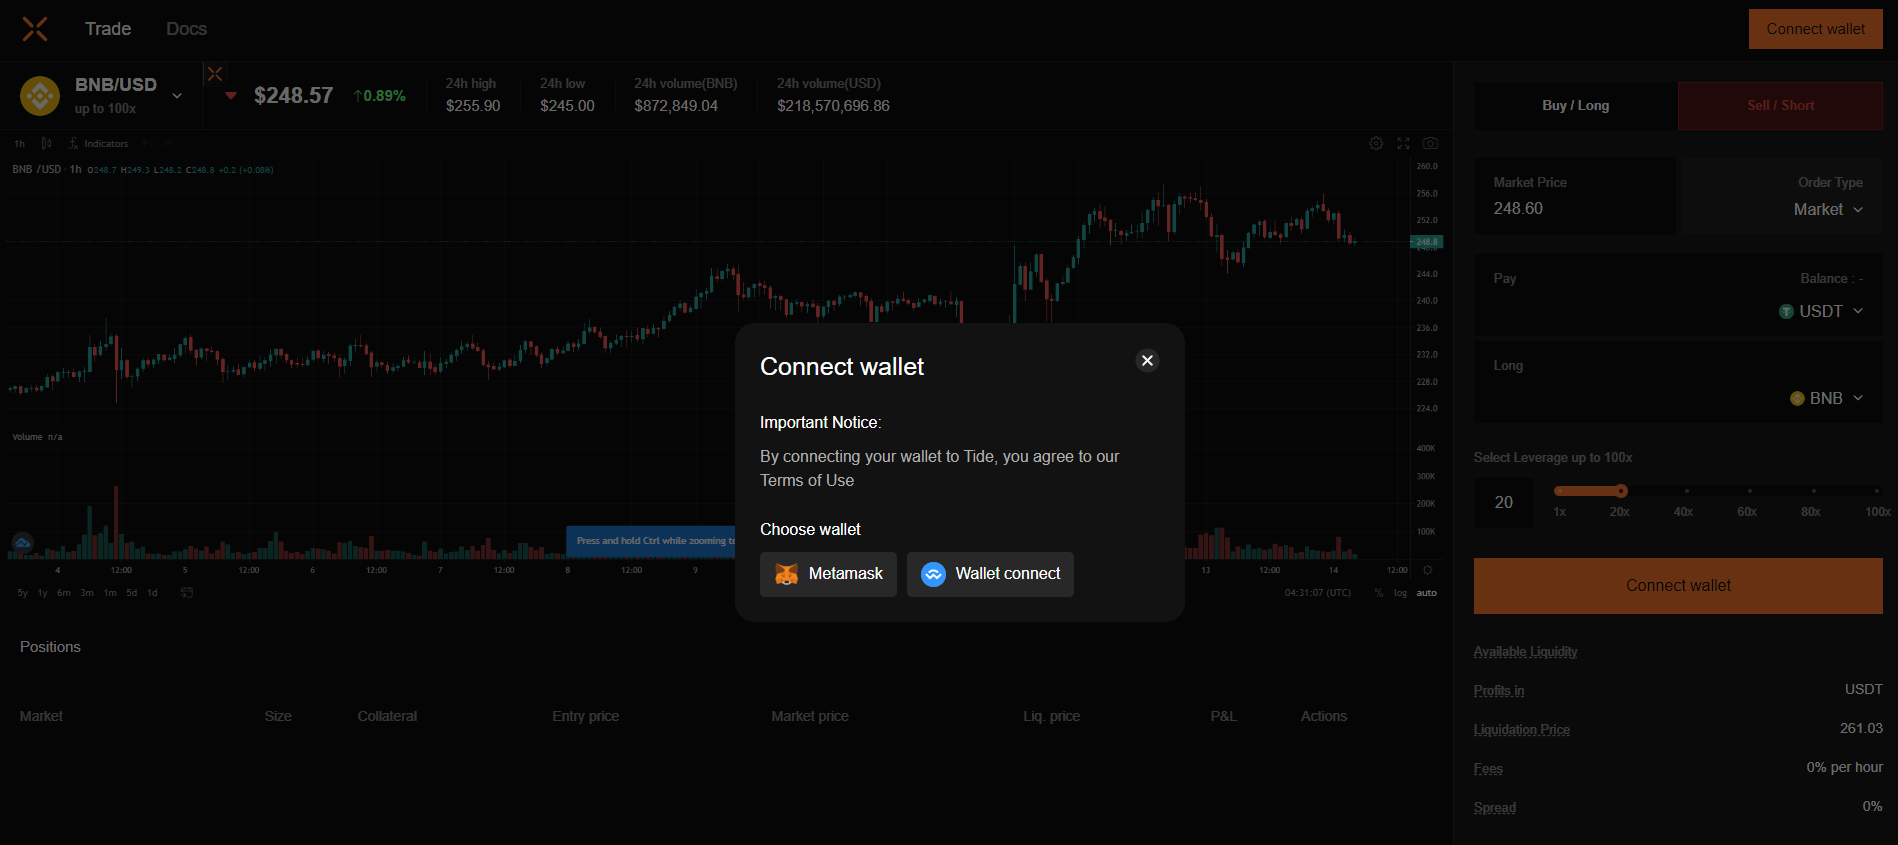 Trade
Docs
Connect wallet
BNB/USD
up to 100x
$248.57
↑0.89%
24h high
$255.90
24h low
$245.00
24h volume(BNB)
$872,849.04
24h volume(USD)
$218,570,696.86
1h
Indicators
BNB /USD · 1h O248.7 H249.3 L248.2 C248.8 +0.2 (+0.08%)
260.0
256.0
252.0
248.8
244.0
240.0
236.0
232.0
228.0
224.0
Volume n/a
400K
300K
200K
100K
Press and hold Ctrl while zooming to
4
12:00
5
12:00
6
12:00
7
12:00
8
12:00
9
13
12:00
14
12:00
5y 1y 6m 3m 1m 5d 1d
04:31:07 (UTC)
% log auto
Connect wallet
Important Notice:
By connecting your wallet to Tide, you agree to our
Terms of Use
Choose wallet
Metamask
Wallet connect
Positions
Market
Size
Collateral
Entry price
Market price
Liq. price
P&L
Actions
Buy / Long
Sell / Short
Market Price
248.60
Order Type
Market
Pay
Balance : -
USDT
Long
BNB
Select Leverage up to 100x
20
1x
20x
40x
60x
80x
100x
Connect wallet
Available Liquidity
Profits in
USDT
Liquidation Price
261.03
Fees
0% per hour
Spread
0%